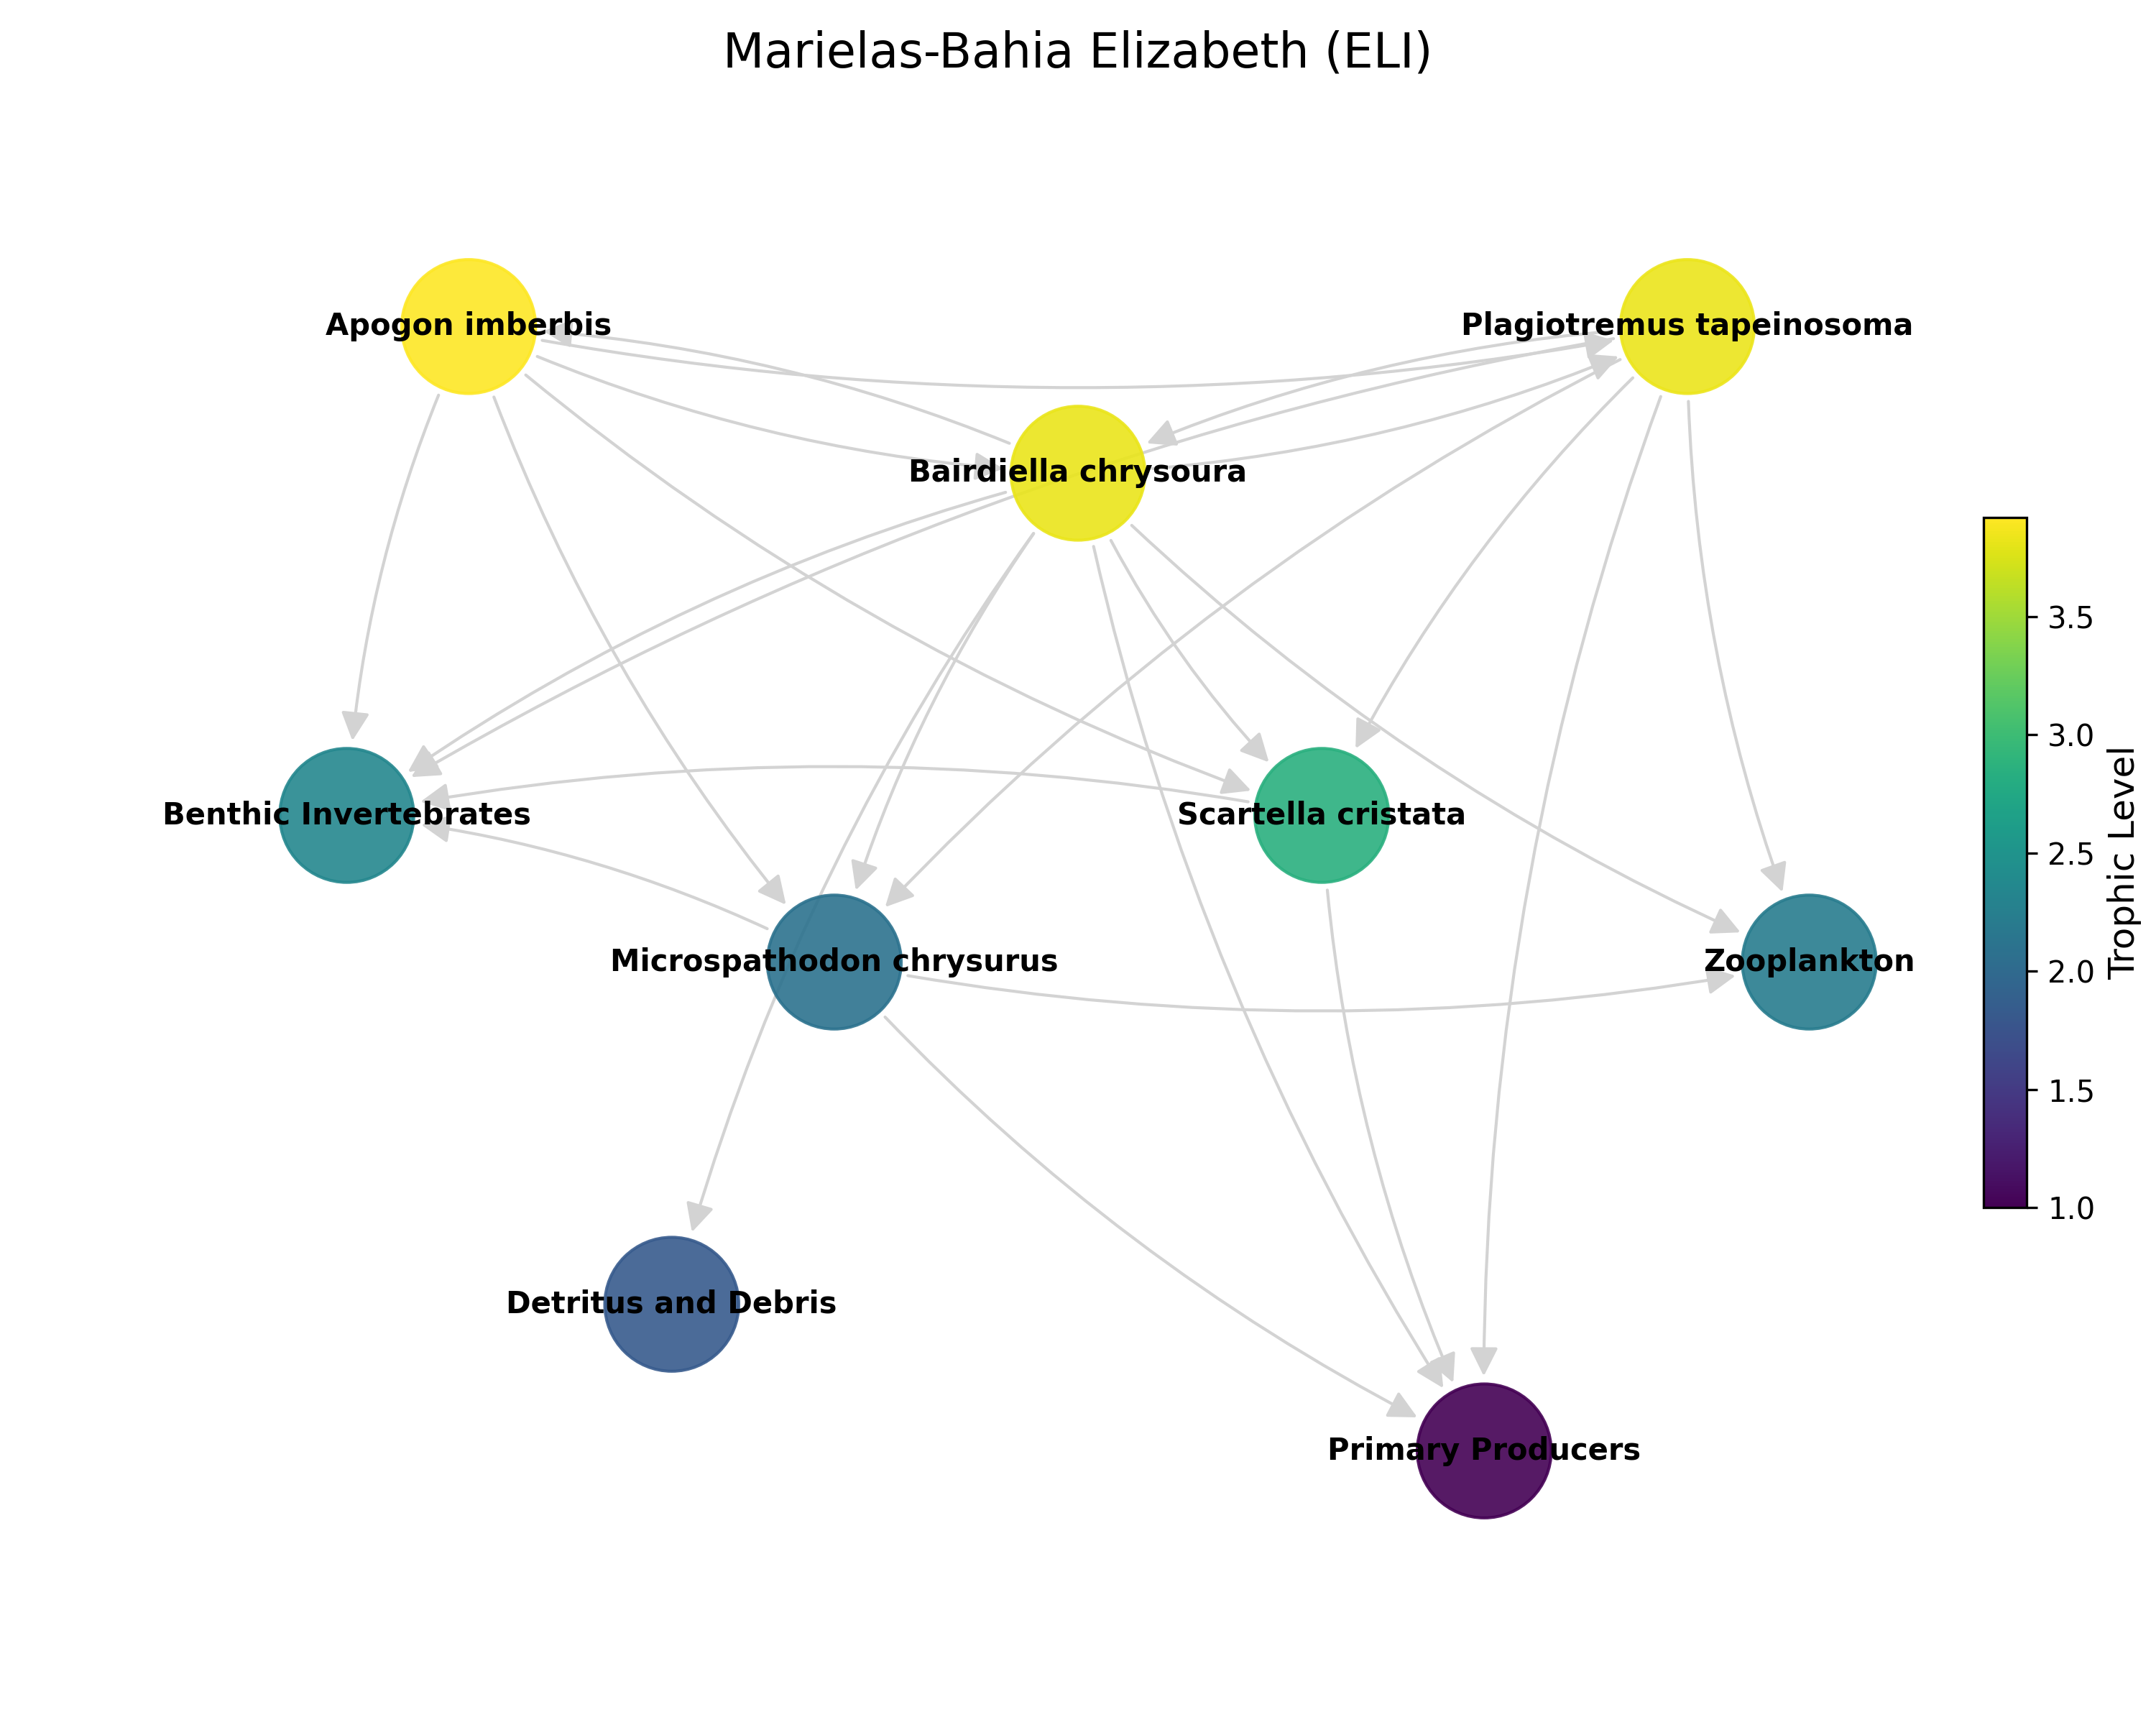 Marielas-Bahia Elizabeth (ELI)
Apogon imberbis
Plagiotremus tapeinosoma
Bairdiella chrysoura
3.5
3.0
Trophic Level
Benthic Invertebrates
Scartella cristata
2.5
Microspathodon chrysurus
Zooplankton
2.0
1.5
1.0
Detritus and Debris
Primary Producers